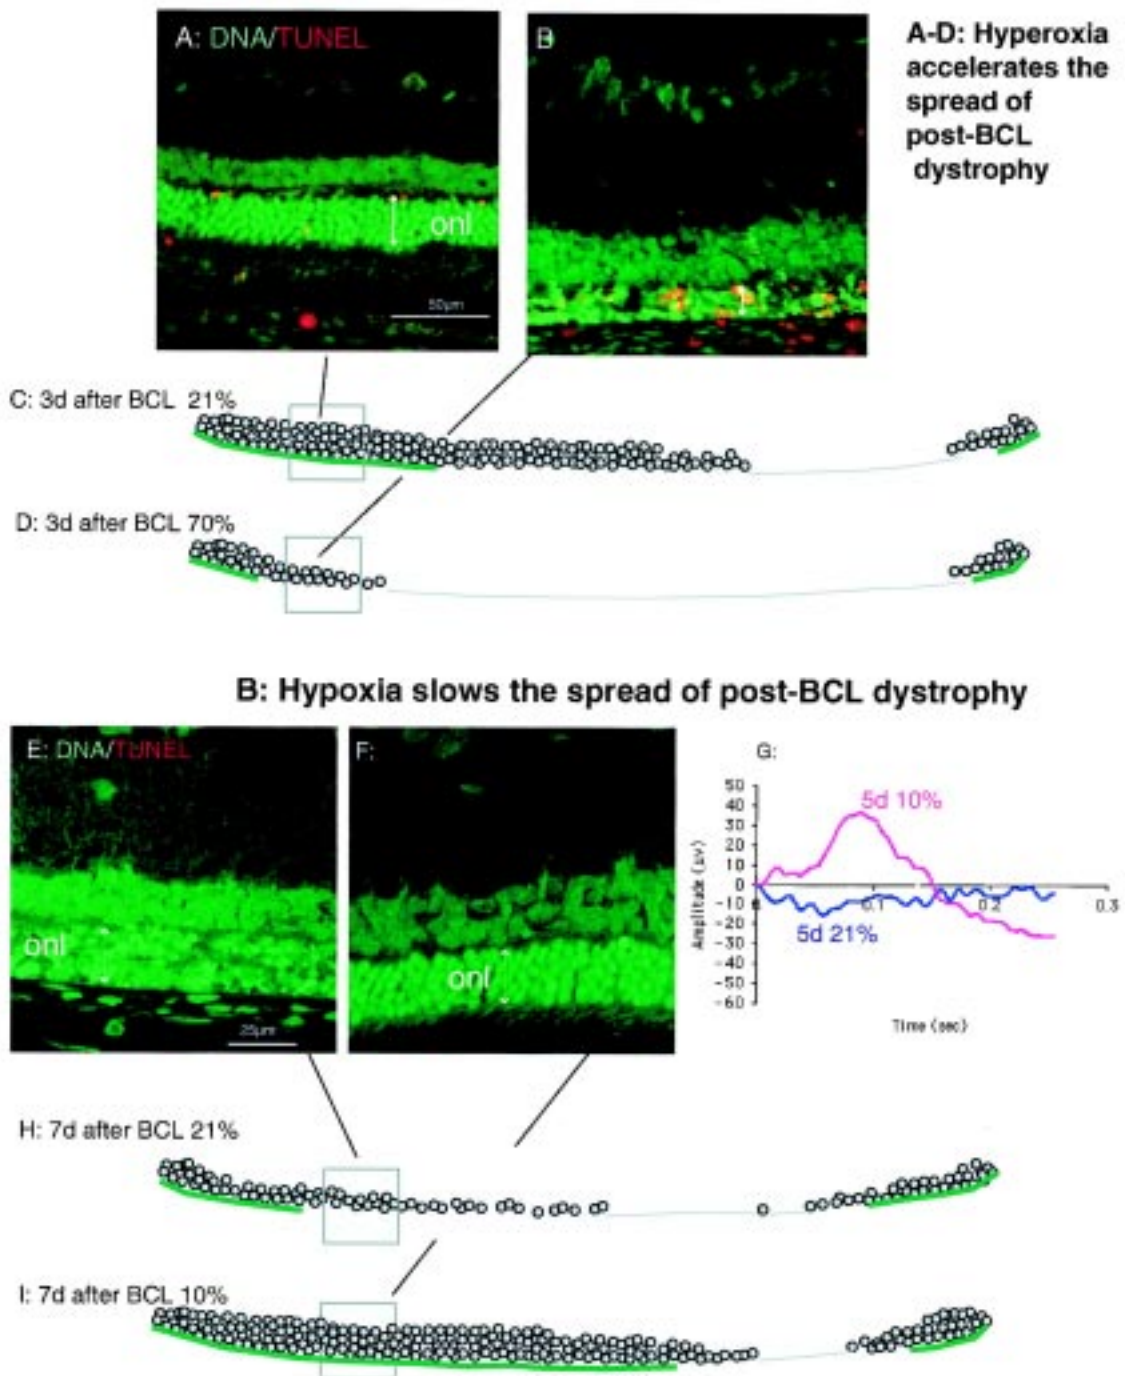 A: DNA/TUNEL
B
A-D: Hyperoxia
accelerates the
spread of
post-BCL
dystrophy
onl
50µm
C: 3d after BCL 21%
D: 3d after BCL 70%
B: Hypoxia slows the spread of post-BCL dystrophy
E: DNA/TUNEL
F:
G:
onl
25µm
onl
50
40
30
20
10
0
-10
-20
-30
-40
-50
-60
Amplitude (µv)
5d 10%
5d 21%
0.1
0.2
0.3
Time (sec)
H: 7d after BCL 21%
I: 7d after BCL 10%